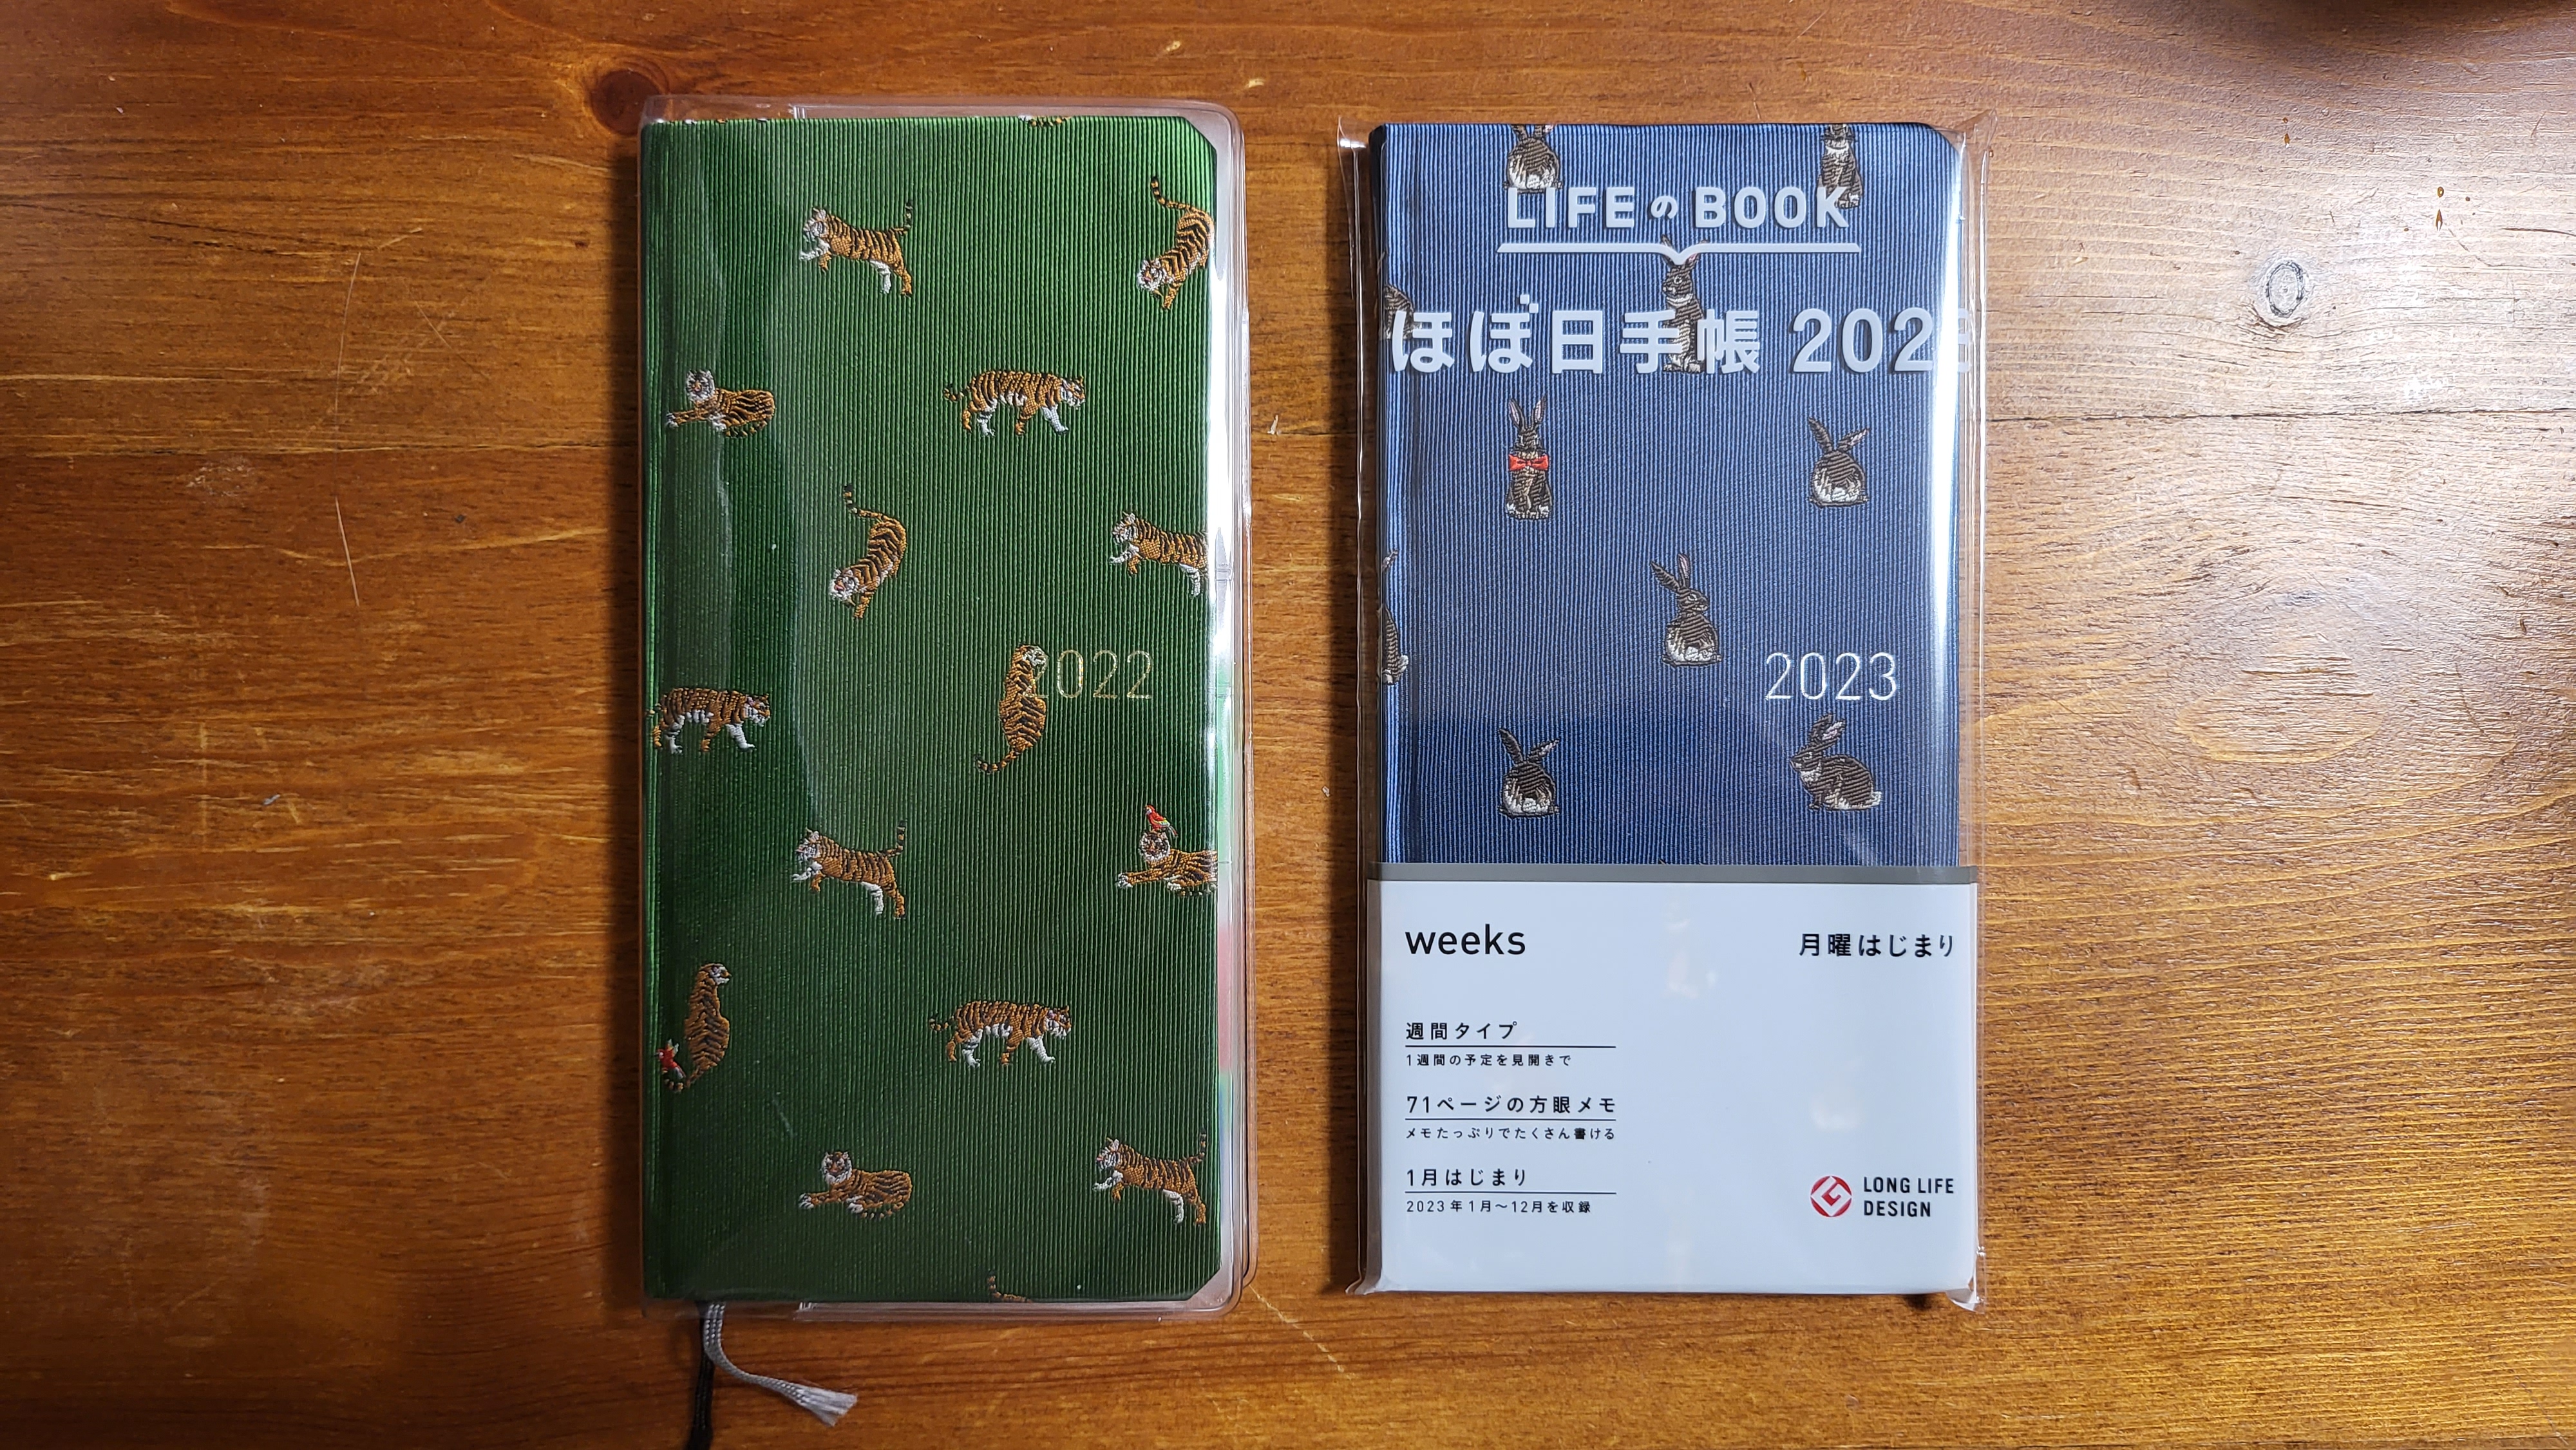 2022
LIFEのBOOK
ほぼ日手帳 2023
2023
weeks
月曜はじまり
週間タイプ
1週間の予定を見開きで
71ページの方眼メモ
メモたっぷりでたくさん書ける
1月はじまり
2023年1月〜12月を収録
LONG LIFE
DESIGN